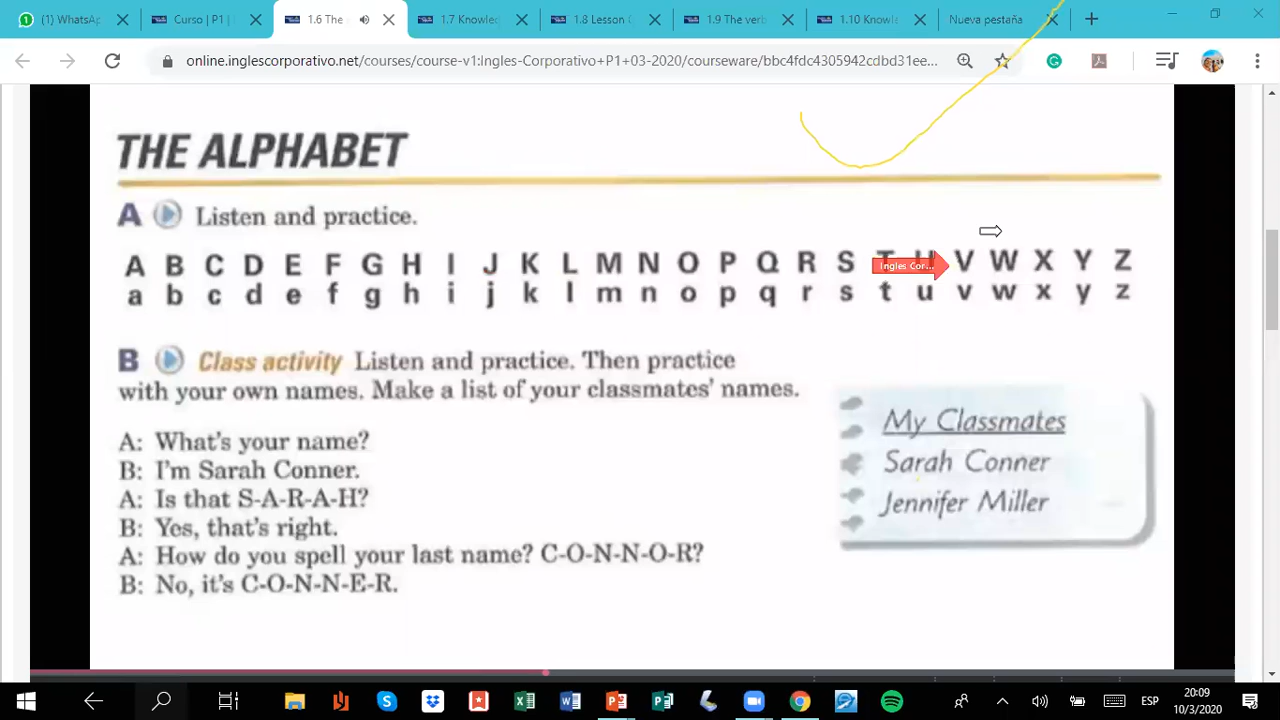 (1) WhatsA
Curso | P1 |
1.6 The
1.7 Knowled
1.8 Lesson
1.9 The verb
1.10 Knowle
Nueva pestaña
online.inglescorporativo.net/courses/course-v1:Ingles-Corporativo+P1+03-2020/courseware/bbc4fdc4305942cdbd31ee...
THE ALPHABET
A Listen and practice.
A B C D E F G H I J K L M N O P Q R S T U V W X Y Z
Ingles Cor...
a b c d e f g h i j k l m n o p q r s t u v w x y z
B Class activity Listen and practice. Then practice
with your own names. Make a list of your classmates' names.
A: What's your name?
B: I'm Sarah Conner.
A: Is that S-A-R-A-H?
B: Yes, that's right.
A: How do you spell your last name? C-O-N-N-O-R?
B: No, it's C-O-N-N-E-R.
My Classmates
Sarah Conner
Jennifer Miller
ESP
20:09
10/3/2020